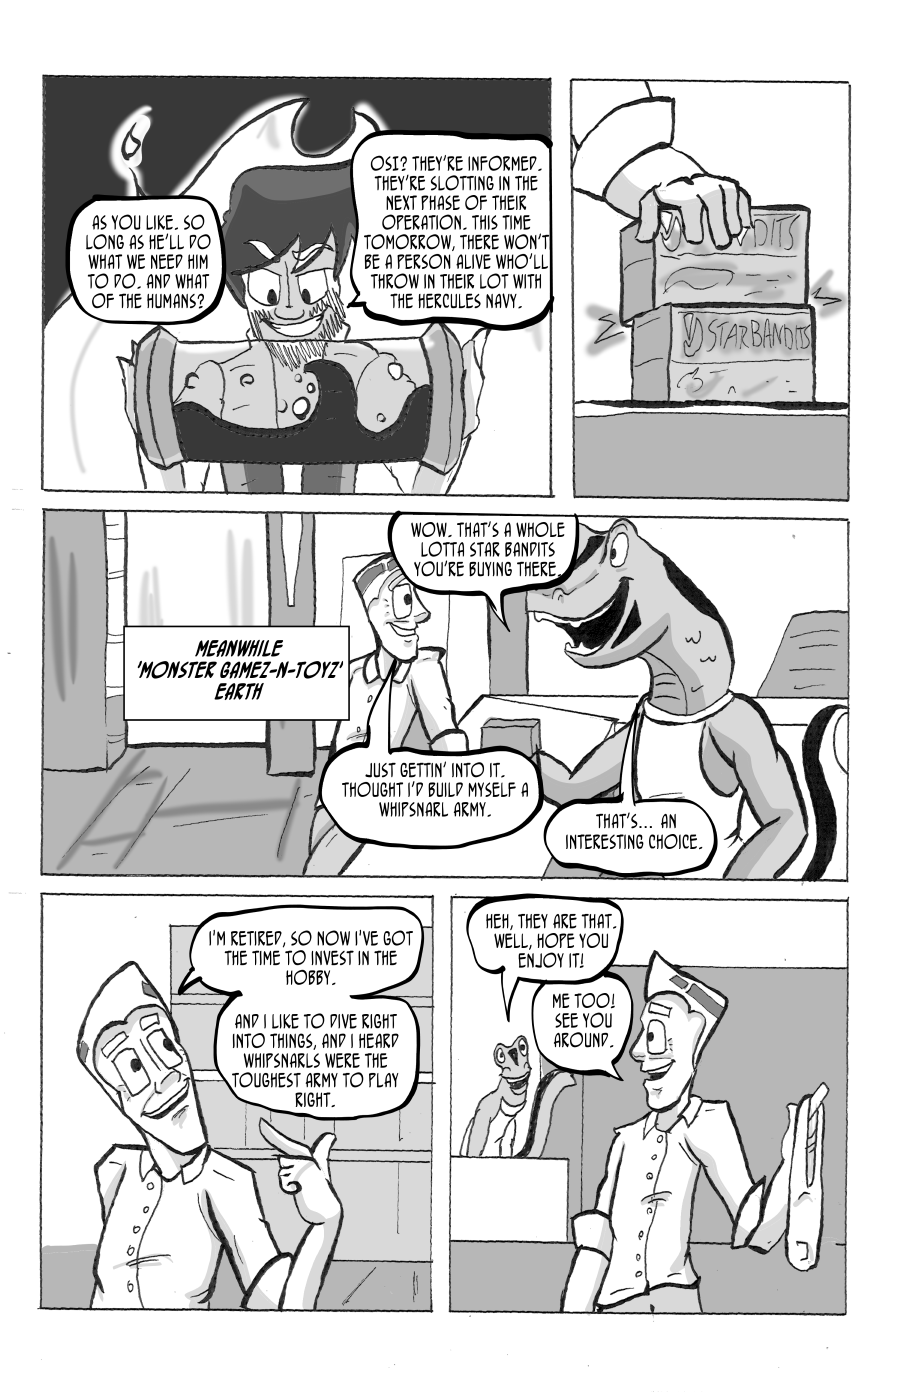 AS YOU LIKE. SO
LONG AS HE'LL DO
WHAT WE NEED HIM
TO DO. AND WHAT
OF THE HUMANS?
OSI? THEY'RE INFORMED.
THEY'RE SLOTTING IN THE
NEXT PHASE OF THEIR
OPERATION. THIS TIME
TOMORROW, THERE WON'T
BE A PERSON ALIVE WHO'LL
THROW IN THEIR LOT WITH
THE HERCULES NAVY.
NDITS
STAR BANDITS
WOW. THAT'S A WHOLE
LOTTA STAR BANDITS
YOU'RE BUYING THERE.
MEANWHILE
'MONSTER GAMEZ-N-TOYZ'
EARTH
JUST GETTIN' INTO IT.
THOUGHT I'D BUILD MYSELF A
WHIPSNARL ARMY.
THAT'S... AN
INTERESTING CHOICE.
I'M RETIRED, SO NOW I'VE GOT
THE TIME TO INVEST IN THE
HOBBY.
AND I LIKE TO DIVE RIGHT
INTO THINGS, AND I HEARD
WHIPSNARLS WERE THE
TOUGHEST ARMY TO PLAY
RIGHT.
HEH, THEY ARE THAT.
WELL, HOPE YOU
ENJOY IT!
ME TOO!
SEE YOU
AROUND.